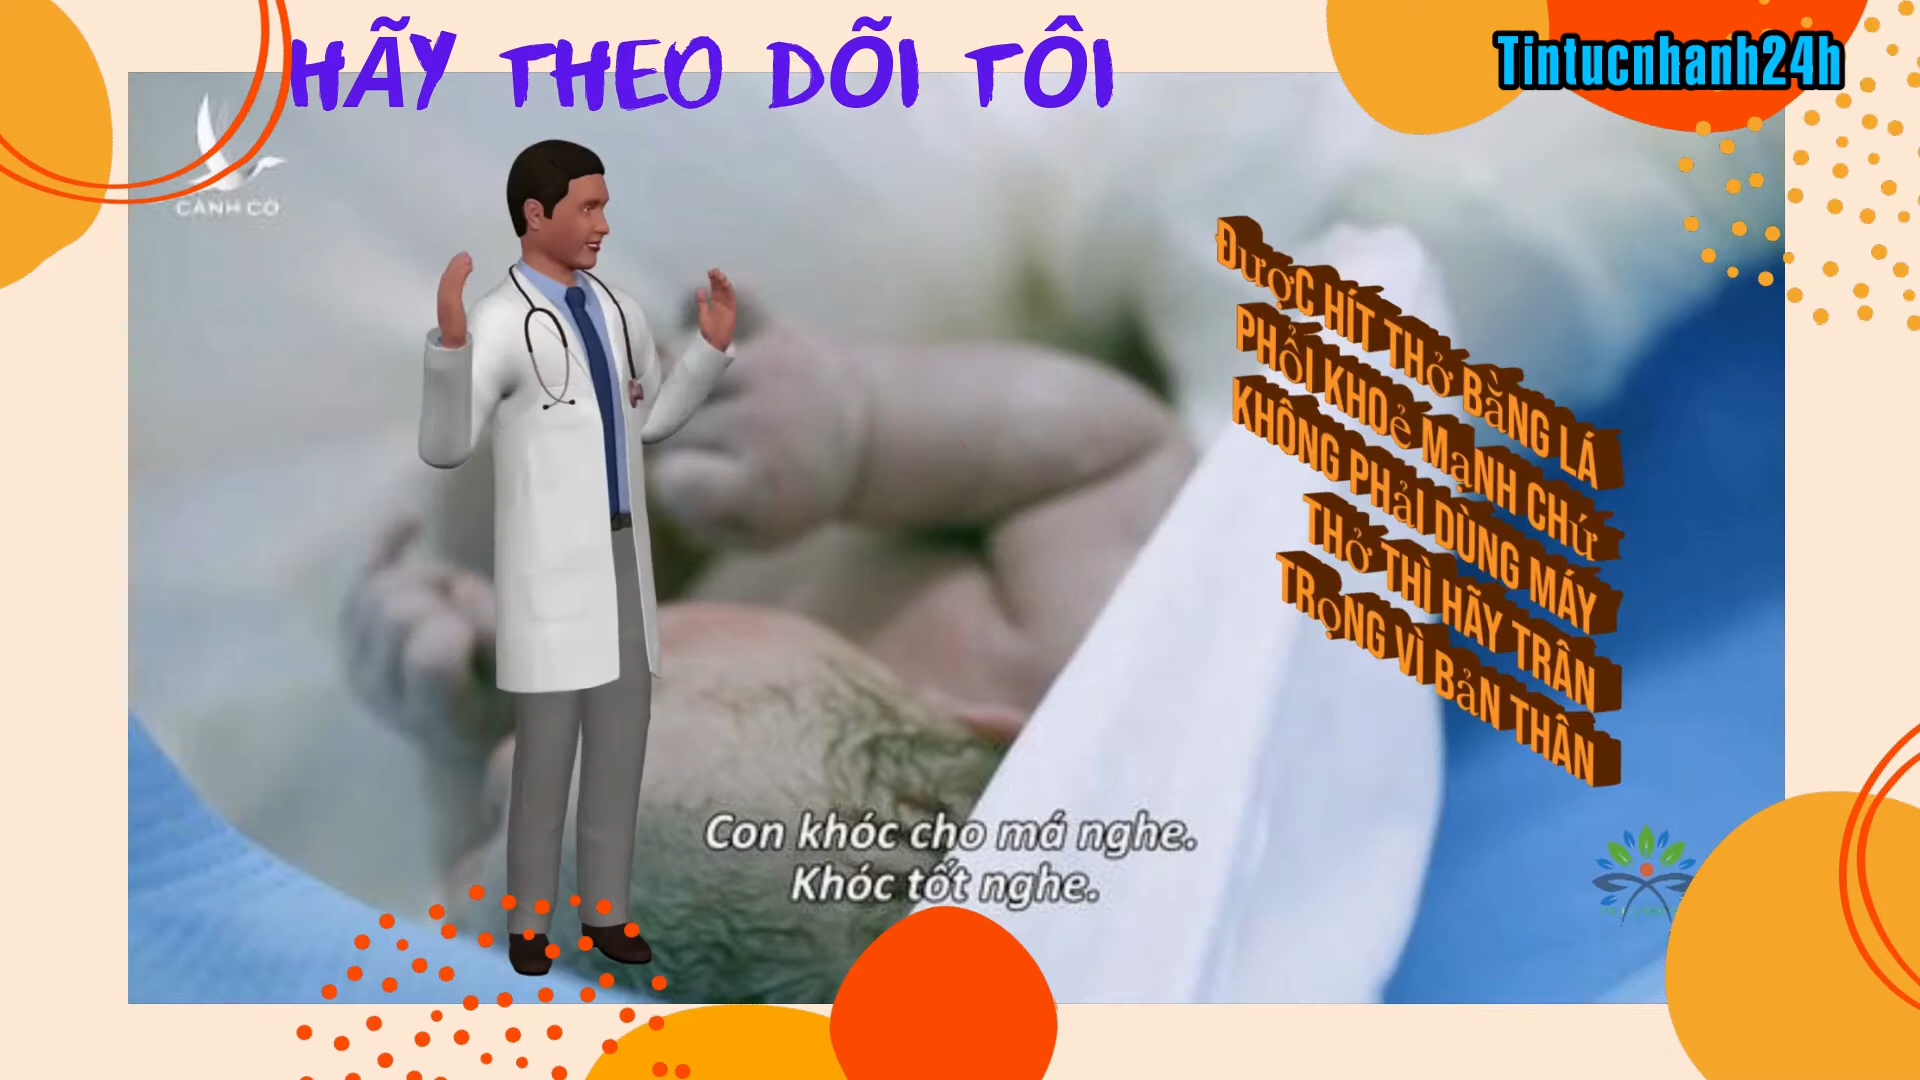 HÃY THEO DÕI TÔI
Tintucnhanh24h
CÁNH CÒ
ĐượC HÍT THở BằNG LÁ
PHỔI KHOẻ MạNH CHứ
KHÔNG PHảI DÙNG MÁY
THở THÌ HÃY TRÂN
TRọNG VÌ BảN THÂN
Con khóc cho má nghe.
Khóc tốt nghe.